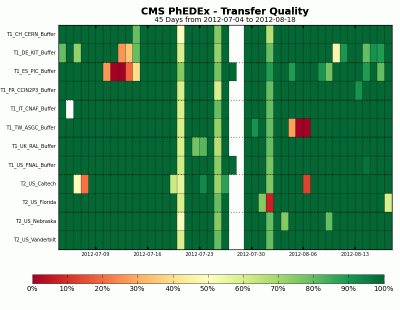 CMS PhEDEx - Transfer Quality
45 Days from 2012-07-04 to 2012-08-18
T1_CH_CERN_Buffer
T1_DE_KIT_Buffer
T1_ES_PIC_Buffer
T1_FR_CCIN2P3_Buffer
T1_IT_CNAF_Buffer
T1_TW_ASGC_Buffer
T1_UK_RAL_Buffer
T1_US_FNAL_Buffer
T2_US_Caltech
T2_US_Florida
T2_US_Nebraska
T2_US_Vanderbilt
2012-07-09 2012-07-16 2012-07-23 2012-07-30 2012-08-06 2012-08-13
0% 10% 20% 30% 40% 50% 60% 70% 80% 90% 100%